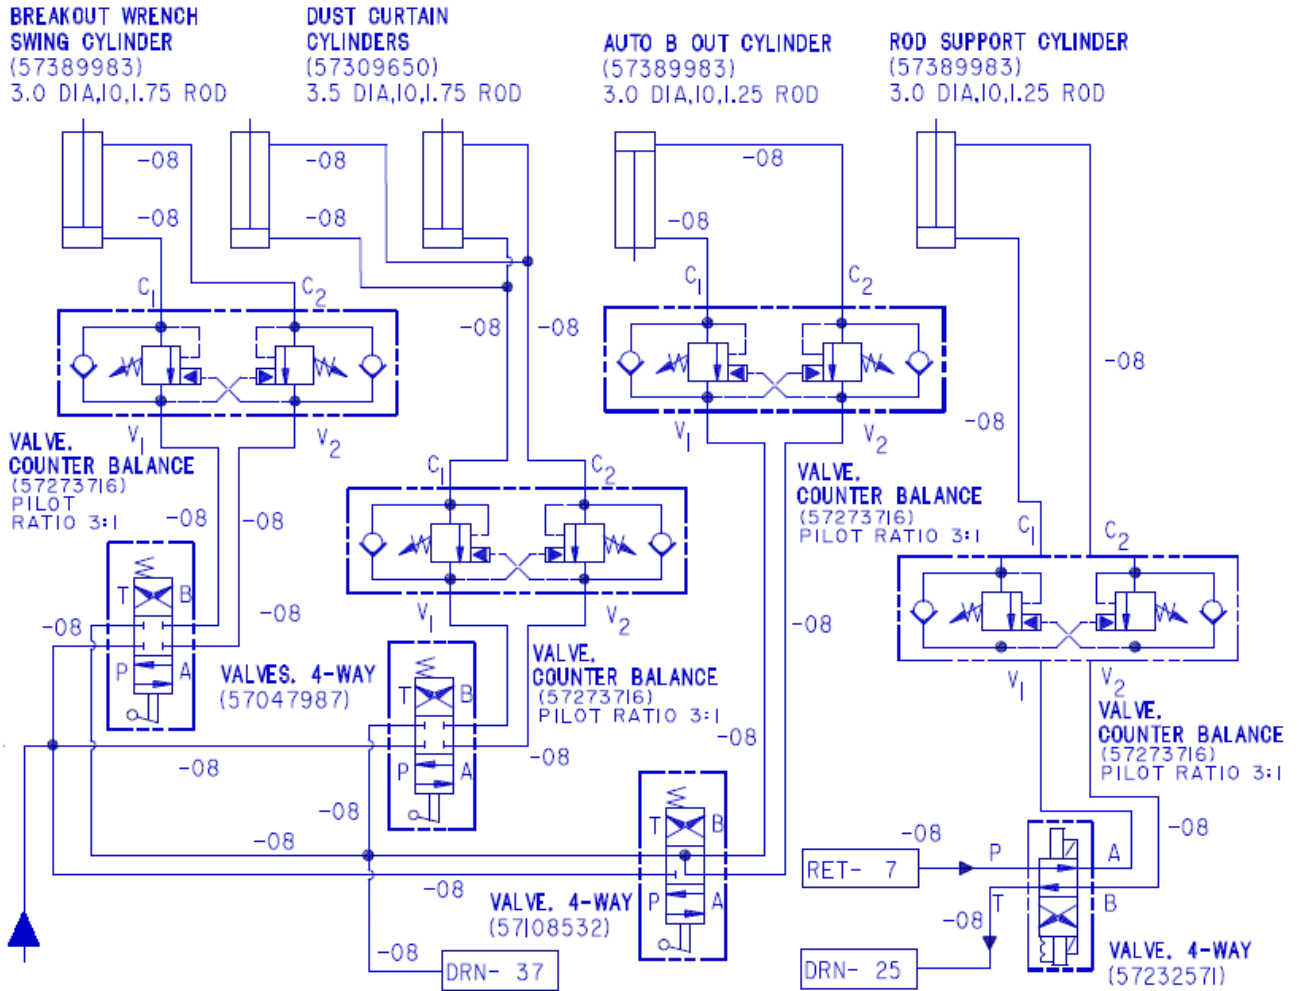 BREAKOUT WRENCH
SWING CYLINDER
(57389983)
3.0 DIA,10,1.75 ROD
DUST CURTAIN
CYLINDERS
(57309650)
3.5 DIA,10,1.75 ROD
AUTO B OUT CYLINDER
(57389983)
3.0 DIA,10,1.25 ROD
ROD SUPPORT CYLINDER
(57389983)
3.0 DIA,10,1.25 ROD
-08
-08
-08
-08
-08
-08
C1
C2
C1
C2
-08
-08
-08
-08
V1
V2
V1
V2
VALVE.
COUNTER BALANCE
(57273716)
PILOT
RATIO 3:1
-08
-08
C1
C2
VALVE.
COUNTER BALANCE
(57273716)
PILOT RATIO 3:1
C1
C2
T
B
P
A
-08
-08
V1
V2
-08
VALVES. 4-WAY
(57047987)
VALVE.
COUNTER BALANCE
(57273716)
PILOT RATIO 3:1
V1
V2
VALVE.
COUNTER BALANCE
(57273716)
PILOT RATIO 3:1
T
B
P
A
-08
-08
-08
-08
-08
T
B
P
A
-08
VALVE. 4-WAY
(57108532)
-08
DRN- 37
RET- 7
-08
P
A
T
B
-08
-08
DRN- 25
VALVE. 4-WAY
(57232571)